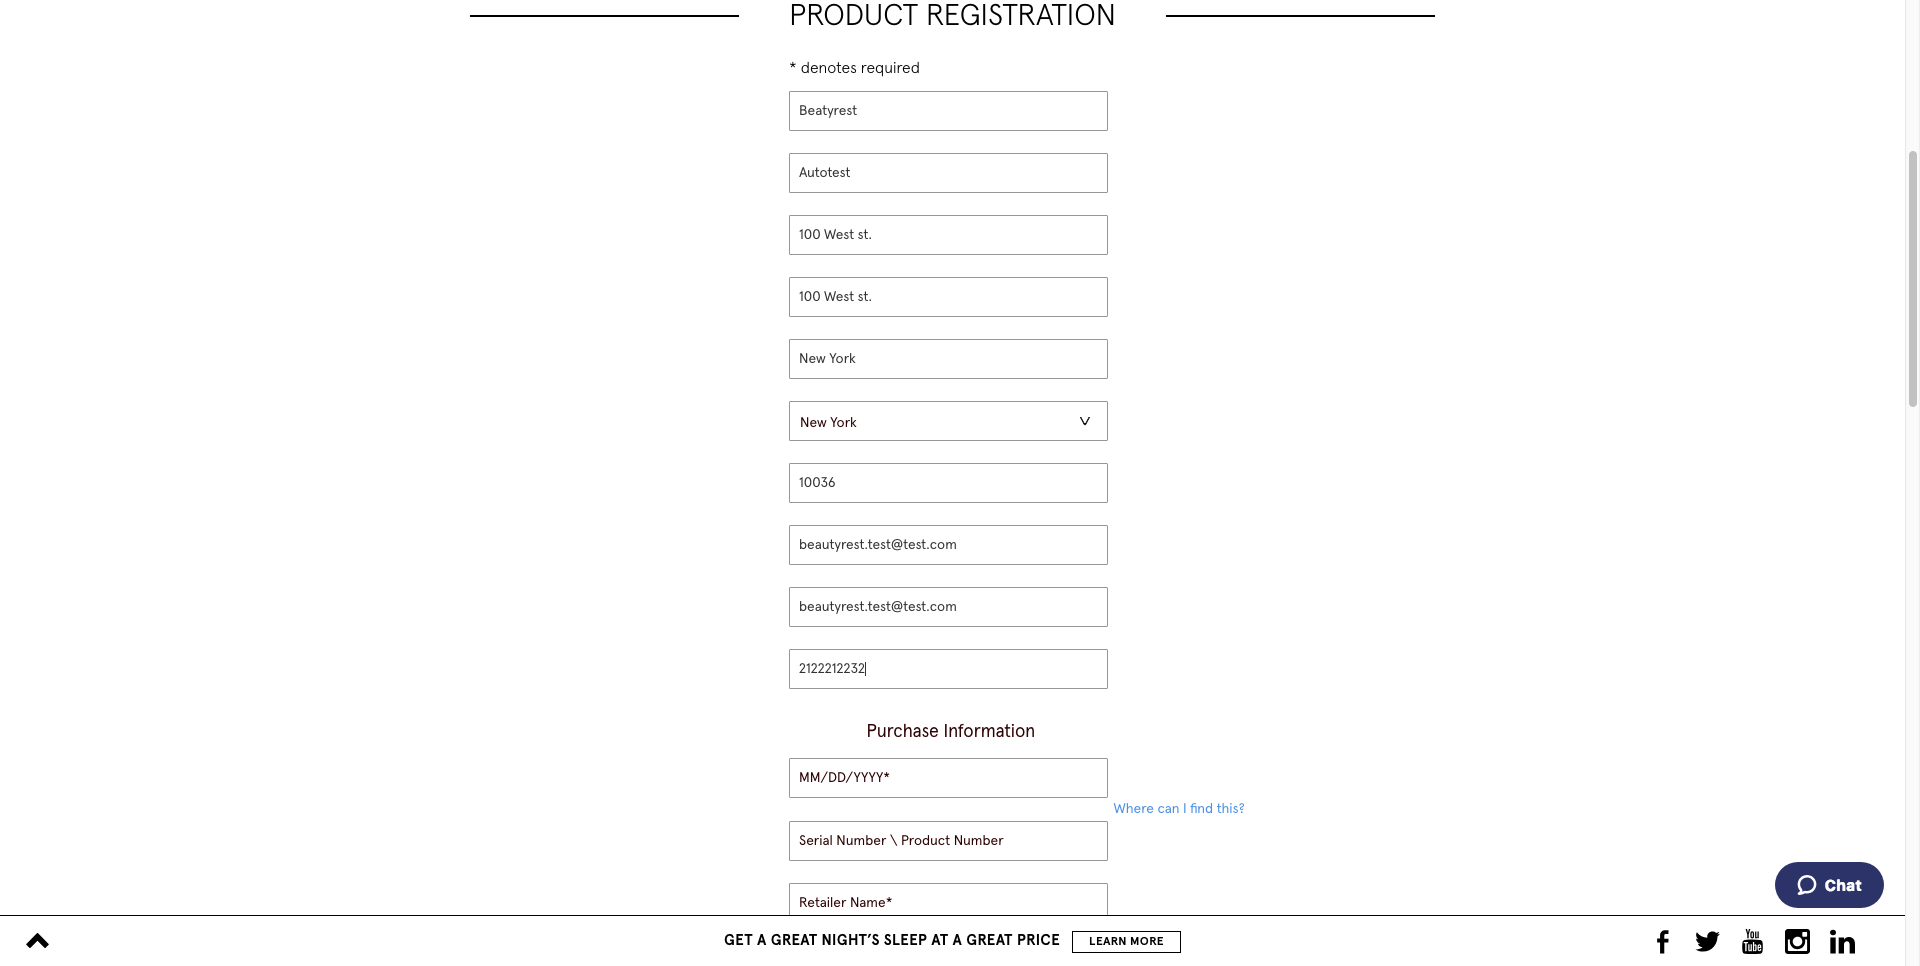 PRODUCT REGISTRATION
* denotes required
Beatyrest
Autotest
100 West st.
100 West st.
New York
New York
10036
beautyrest.test@test.com
beautyrest.test@test.com
2122212232
Purchase Information
MM/DD/YYYY*
Where can I find this?
Serial Number \ Product Number
Retailer Name*
Chat
GET A GREAT NIGHT'S SLEEP AT A GREAT PRICE LEARN MORE
You
Tube